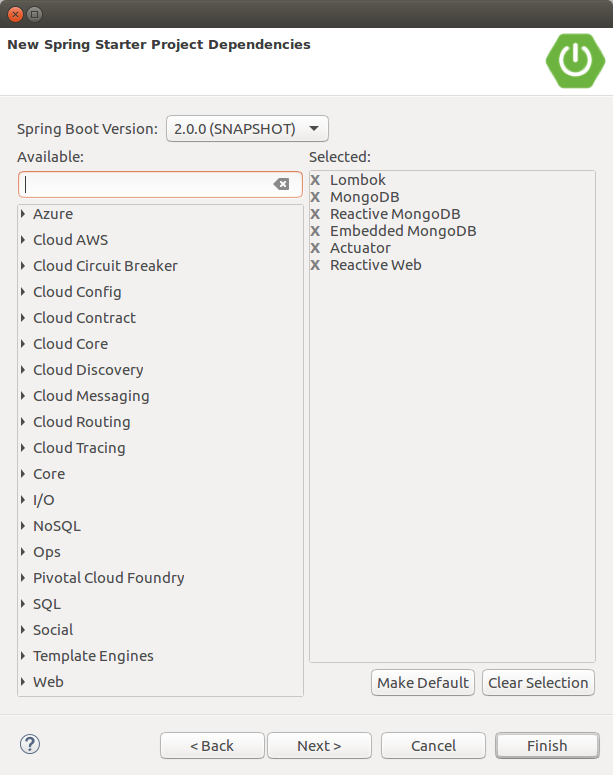 New Spring Starter Project Dependencies
Spring Boot Version: 2.0.0 (SNAPSHOT)
Available:
Azure
Cloud AWS
Cloud Circuit Breaker
Cloud Config
Cloud Contract
Cloud Core
Cloud Discovery
Cloud Messaging
Cloud Routing
Cloud Tracing
Core
I/O
NoSQL
Ops
Pivotal Cloud Foundry
SQL
Social
Template Engines
Web
Selected:
X Lombok
X MongoDB
X Reactive MongoDB
X Embedded MongoDB
X Actuator
X Reactive Web
Make Default Clear Selection
? < Back Next > Cancel Finish